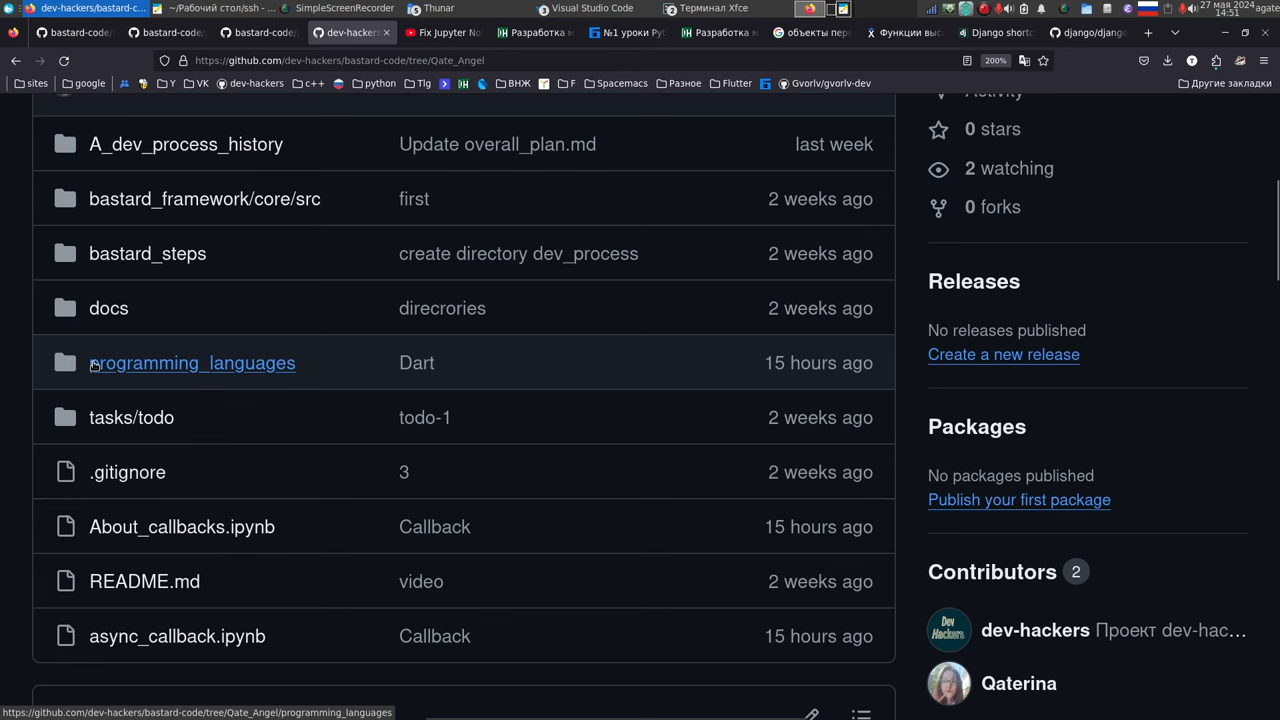 dev-hackers/bastard-c...
~/Рабочий стол/ssh - ...
SimpleScreenRecorder
5 Thunar
3 Visual Studio Code
2 Терминал Xfce
27 мая 2024
14:51
agate
bastard-code/
bastard-code/
bastard-code/
dev-hackers
Fix Jupyter No
Разработка м
№1 уроки Py
Разработка м
объекты пер
Функции выс
Django shortc
django/djang
https://github.com/dev-hackers/bastard-code/tree/Qate_Angel
200%
sites
google
Y
VK
dev-hackers
c++
python
Tlg
ВНЖ
F
Spacemacs
Разное
Flutter
Gvorlv/gvorlv-dev
Другие закладки
Activity
A_dev_process_history
Update overall_plan.md
last week
0 stars
2 watching
bastard_framework/core/src
first
2 weeks ago
0 forks
bastard_steps
create directory dev_process
2 weeks ago
Releases
docs
direcrories
2 weeks ago
No releases published
Create a new release
programming_languages
Dart
15 hours ago
tasks/todo
todo-1
2 weeks ago
Packages
.gitignore
3
2 weeks ago
No packages published
Publish your first package
About_callbacks.ipynb
Callback
15 hours ago
Contributors 2
README.md
video
2 weeks ago
async_callback.ipynb
Callback
15 hours ago
Dev
Hackers
dev-hackers Проект dev-hac...
Qaterina
https://github.com/dev-hackers/bastard-code/tree/Qate_Angel/programming_languages